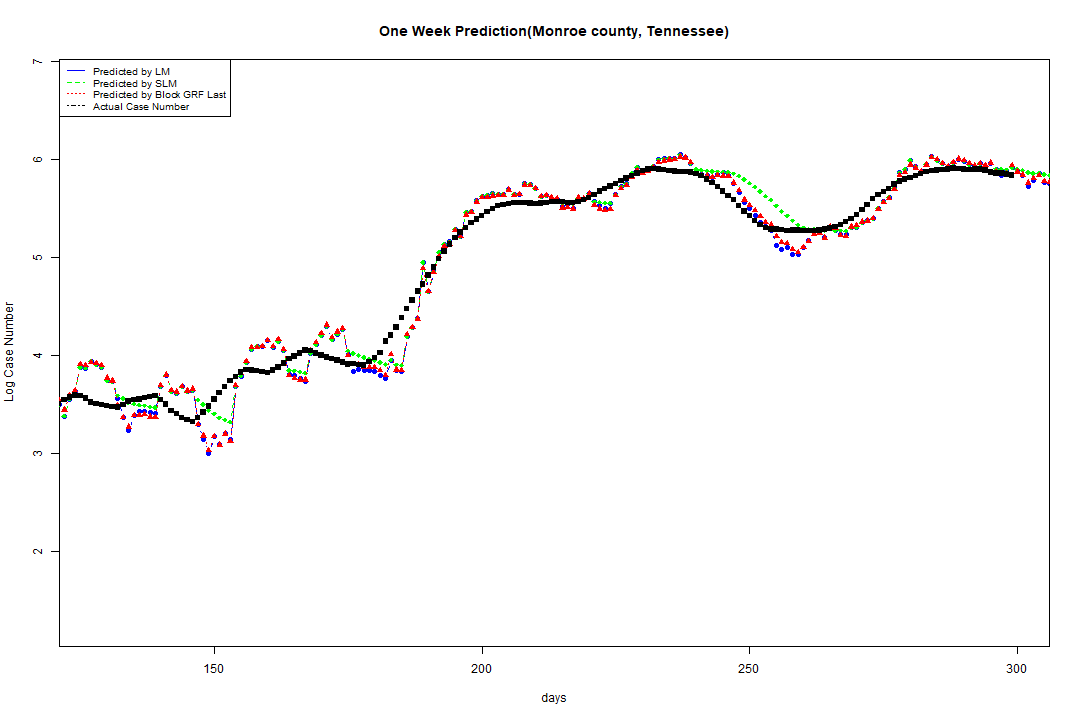 One Week Prediction(Monroe county, Tennessee)
Predicted by LM
Predicted by SLM
Predicted by Block GRF Last
Actual Case Number
Log Case Number
7
6
5
4
3
2
150
200
250
300
days